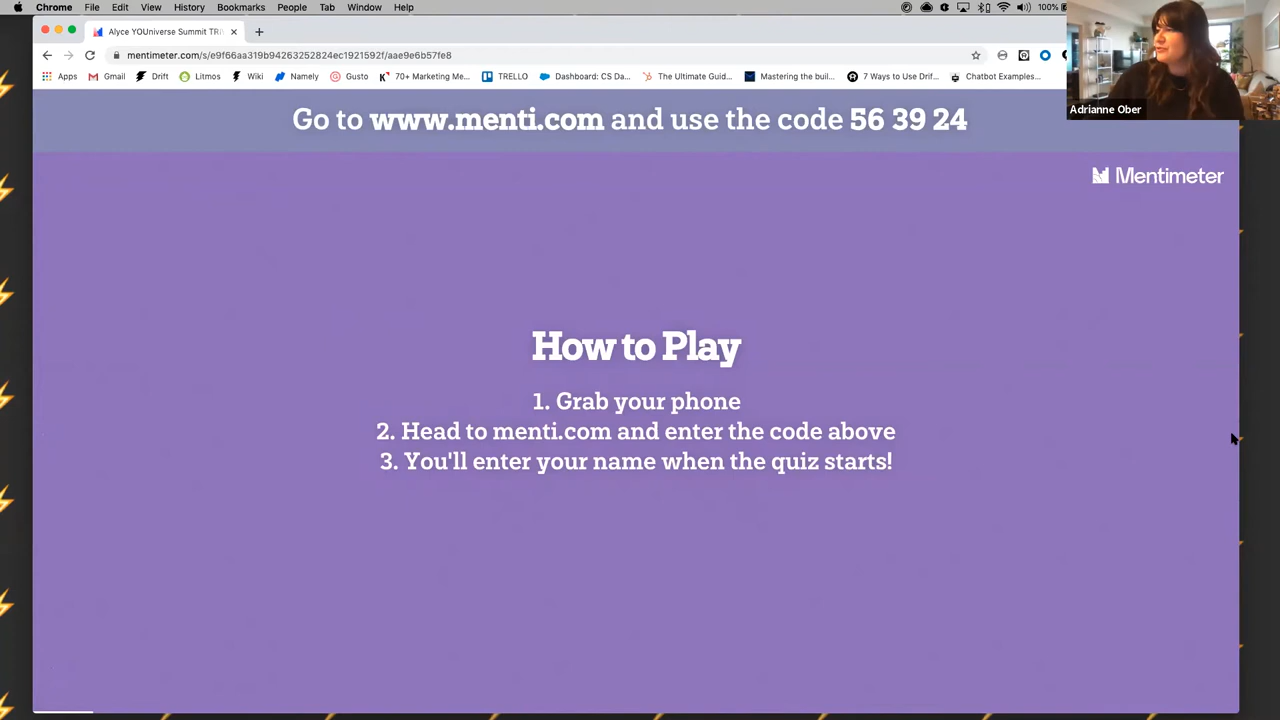 Chrome File Edit View History Bookmarks People Tab Window Help 100%
Alyce YOUniverse Summit TRi
mentimeter.com/s/e9f66aa319b94263252824ec1921592f/aae9e6b57fe8
Apps Gmail Drift Litmos Wiki Namely Gusto 70+ Marketing Me... TRELLO Dashboard: CS Da... The Ultimate Guid... Mastering the buil... 7 Ways to Use Drif... Chatbot Examples...
Adrianne Ober
Go to www.menti.com and use the code 56 39 24
Mentimeter
How to Play
1. Grab your phone
2. Head to menti.com and enter the code above
3. You'll enter your name when the quiz starts!